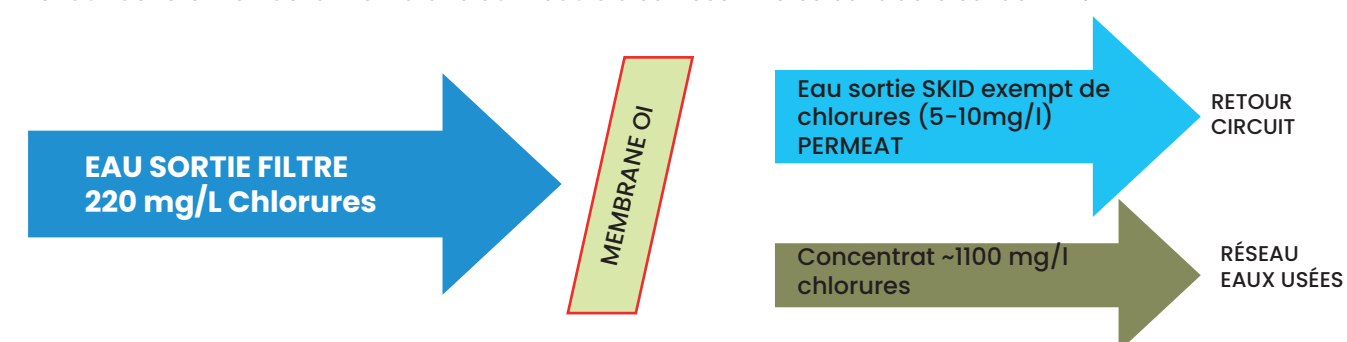 EAU SORTIE FILTRE
220 mg/L Chlorures
MEMBRANE OI
Eau sortie SKID exempt de
chlorures (5-10mg/l)
PERMEAT
RETOUR
CIRCUIT
Concentrat ~1100 mg/l
chlorures
RÉSEAU
EAUX USÉES